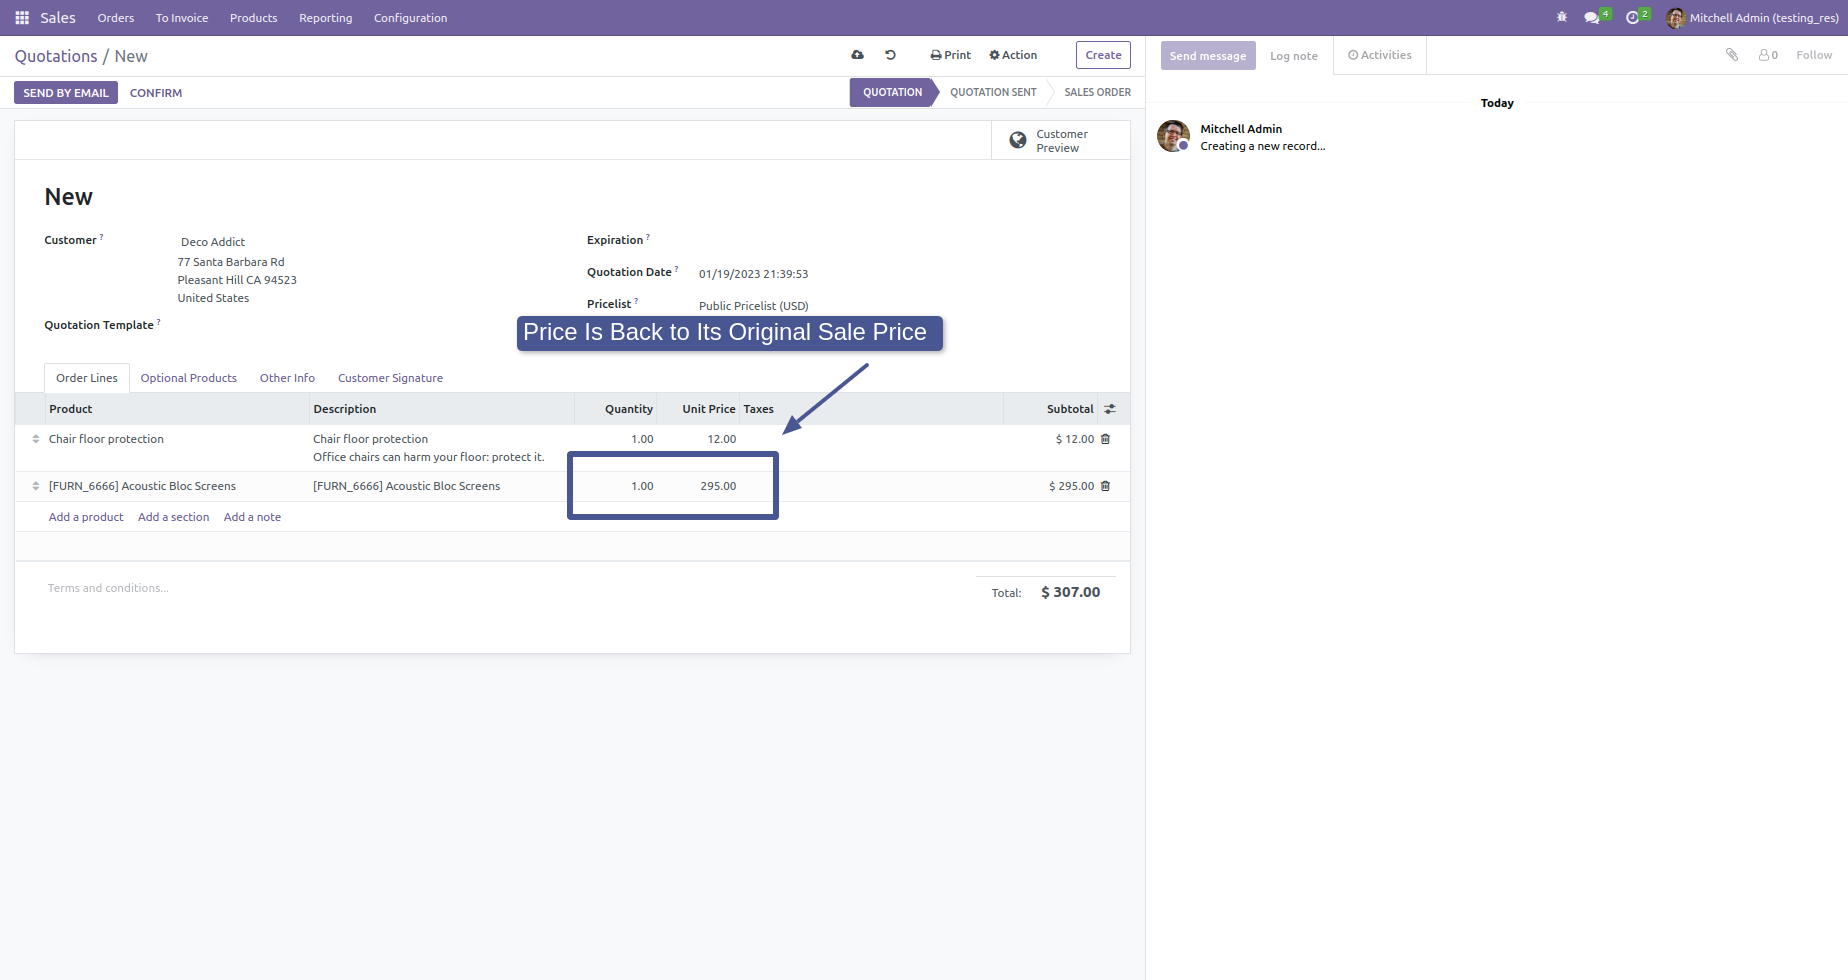 Sales Orders To Invoice Products Reporting Configuration 4 2 Mitchell Admin (testing_res)
Quotations / New Print Action Create Send message Log note Activities 0 Follow
SEND BY EMAIL CONFIRM QUOTATION QUOTATION SENT SALES ORDER
Today
Customer
Preview
Mitchell Admin
Creating a new record...
New
Customer ? Deco Addict
77 Santa Barbara Rd
Pleasant Hill CA 94523
United States
Quotation Template ?
Expiration ?
Quotation Date ? 01/19/2023 21:39:53
Pricelist ? Public Pricelist (USD)
Price Is Back to Its Original Sale Price
Order Lines Optional Products Other Info Customer Signature
Product Description Quantity Unit Price Taxes Subtotal
Chair floor protection Chair floor protection 1.00 12.00 $ 12.00
Office chairs can harm your floor: protect it.
[FURN_6666] Acoustic Bloc Screens [FURN_6666] Acoustic Bloc Screens 1.00 295.00 $ 295.00
Add a product Add a section Add a note
Terms and conditions...
Total: $ 307.00